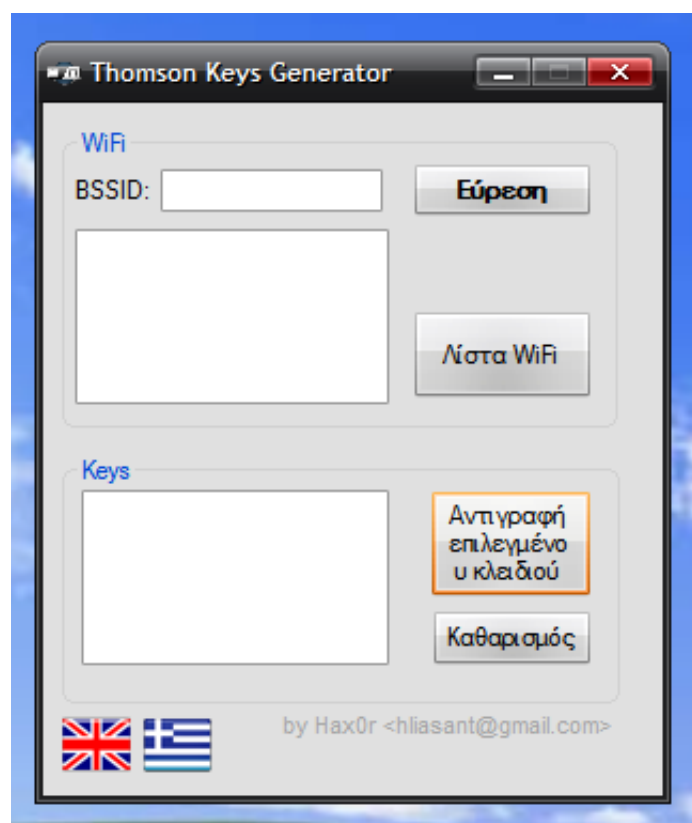 Thomson Keys Generator
WiFi
BSSID:
Εύρεση
Λίστα WiFi
Keys
Αντιγραφή
επιλεγμένο
υ κλειδιού
Καθαρισμός
by Hax0r <hliasant@gmail.com>